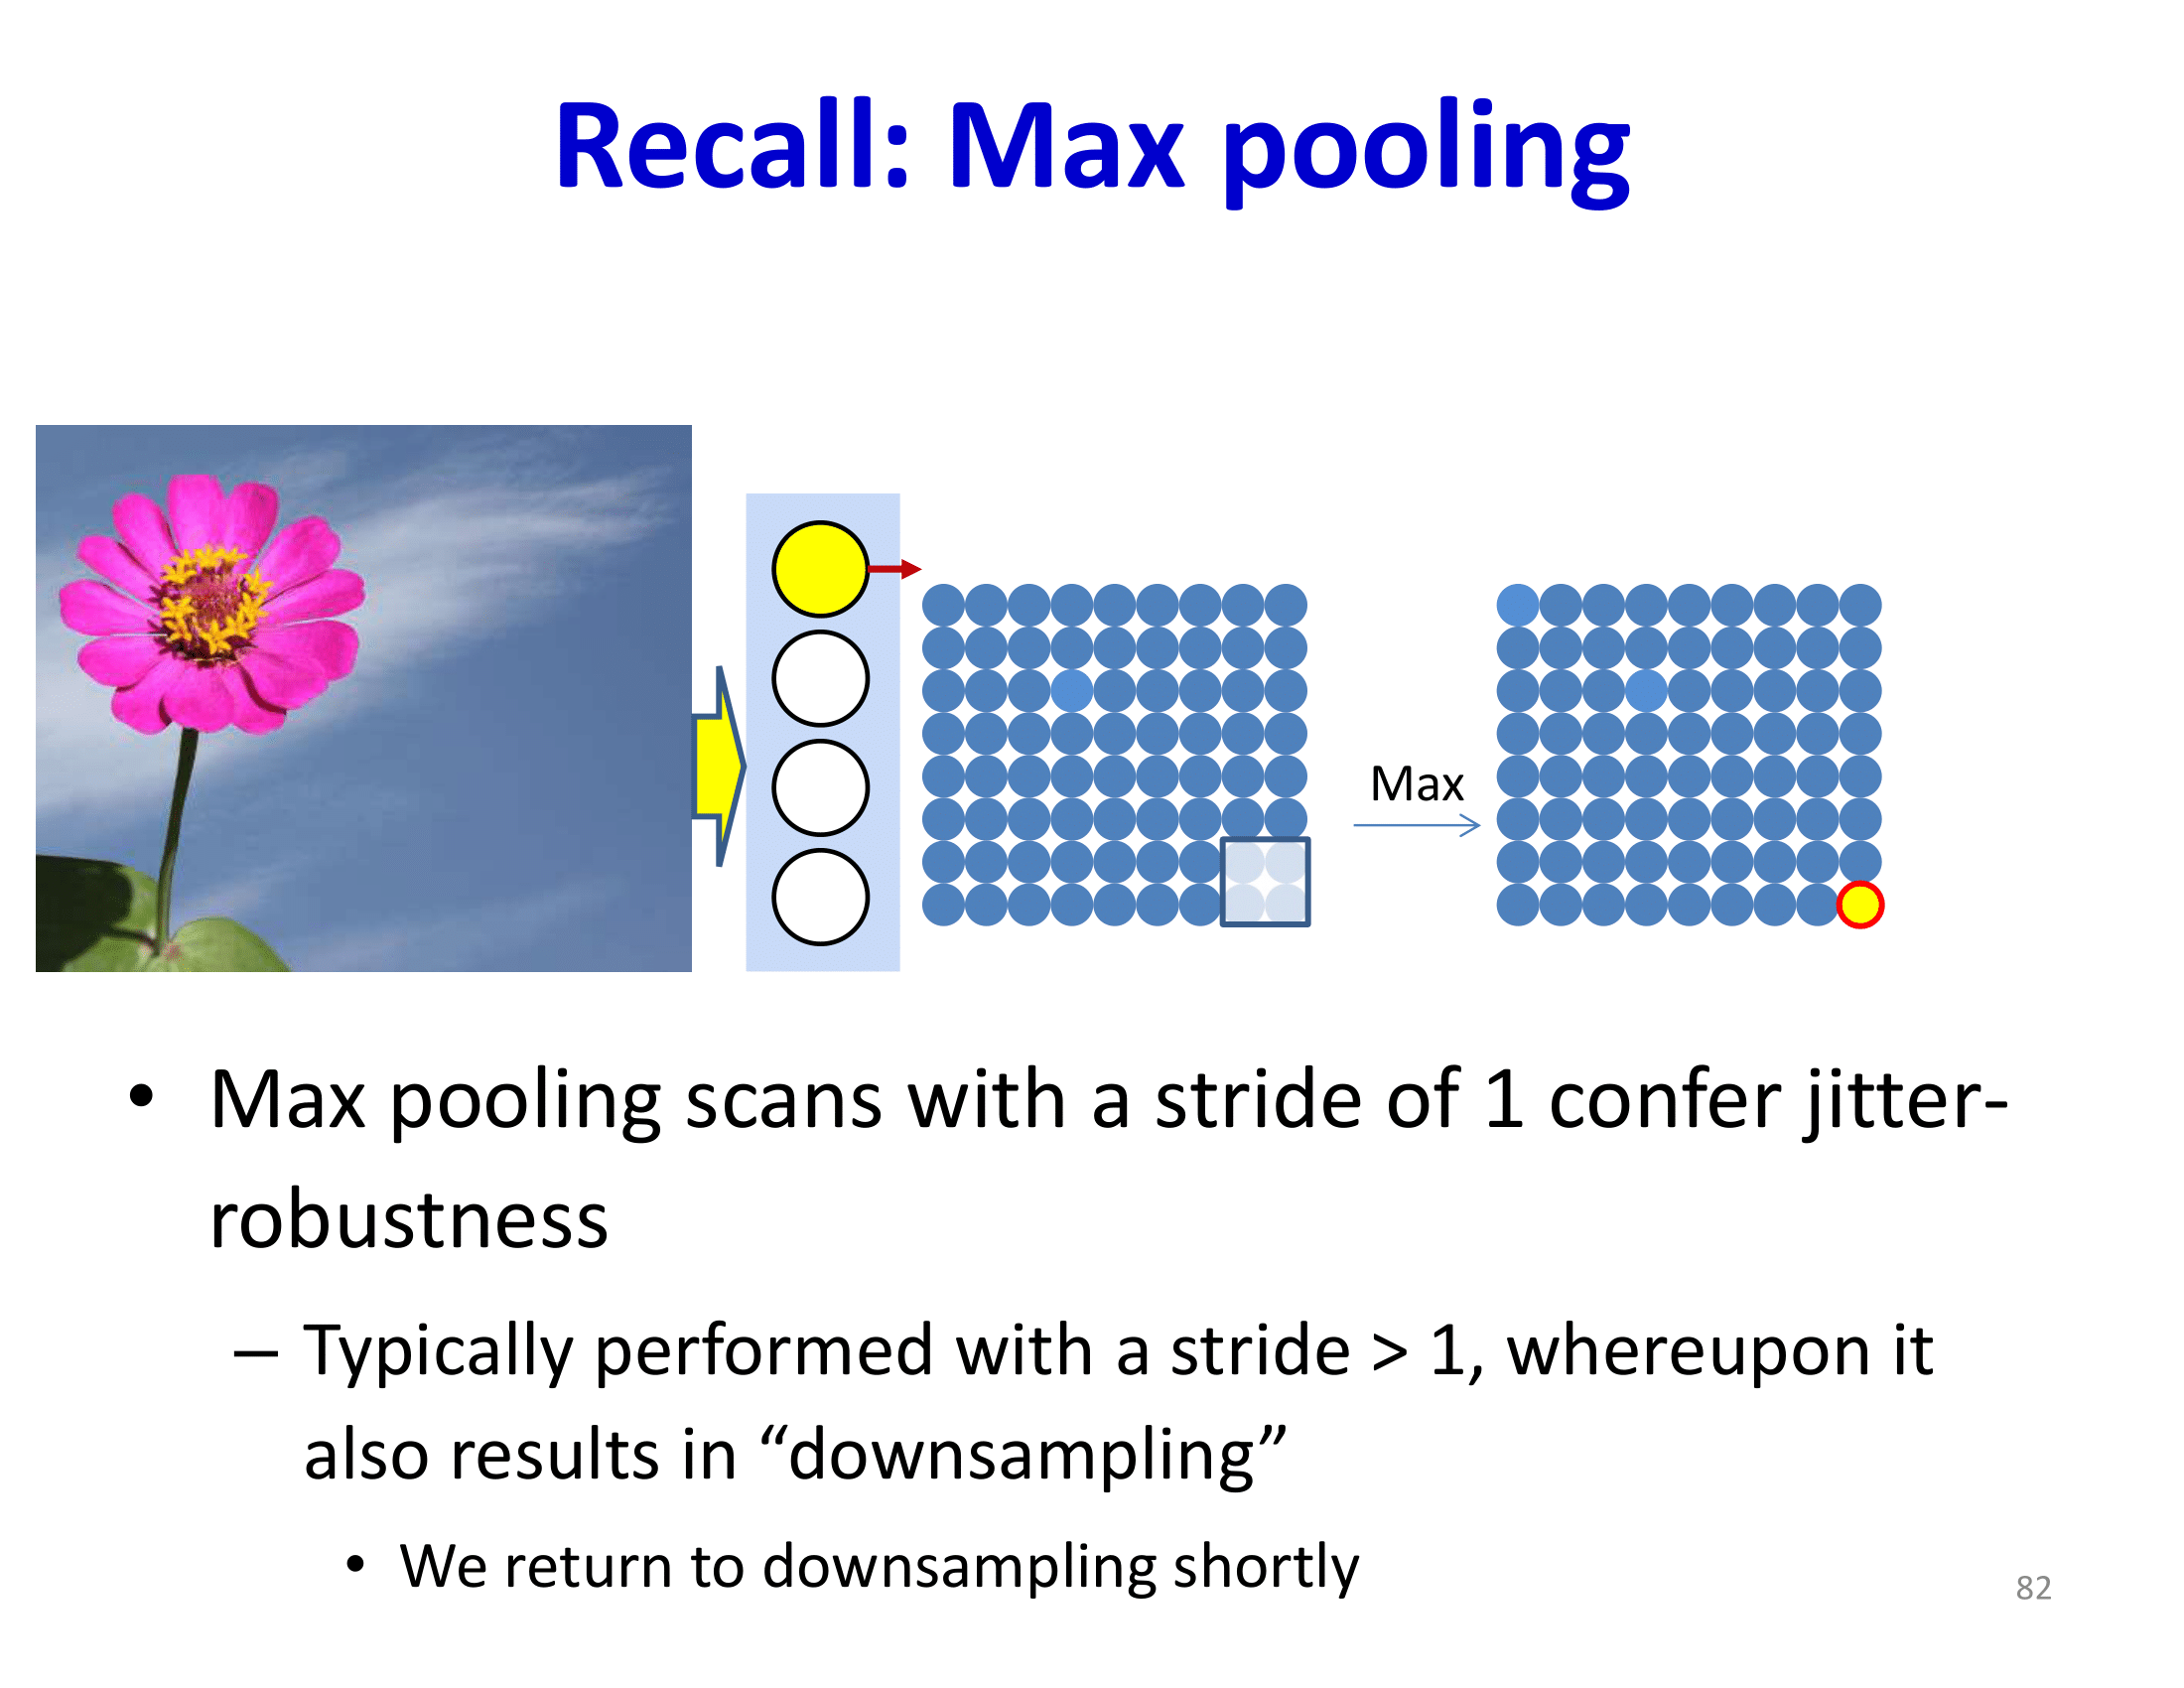 Recall: Max pooling
Max
• Max pooling scans with a stride of 1 confer jitter-
robustness
– Typically performed with a stride > 1, whereupon it
also results in “downsampling”
• We return to downsampling shortly
82